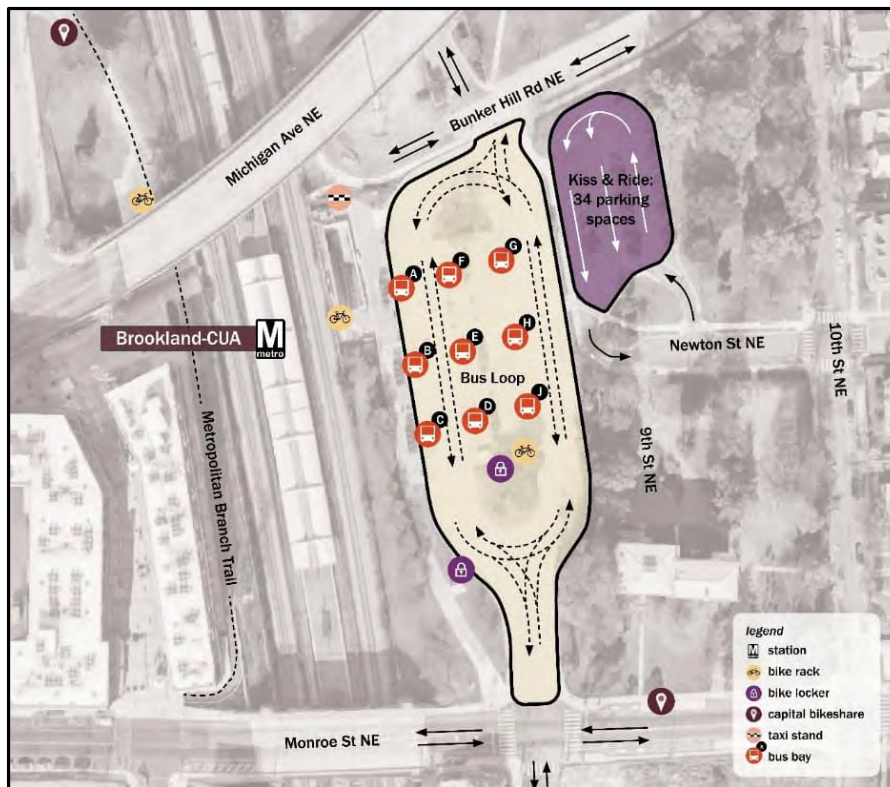 Michigan Ave NE
Bunker Hill Rd NE
Kiss & Ride:
34 parking
spaces
A
F
G
Brookland-CUA
M
metro
B
E
H
Bus Loop
Newton St NE
10th St NE
C
D
J
Metropolitan Branch Trail
9th St NE
Monroe St NE
legend
M
station
bike rack
bike locker
capital bikeshare
taxi stand
bus bay